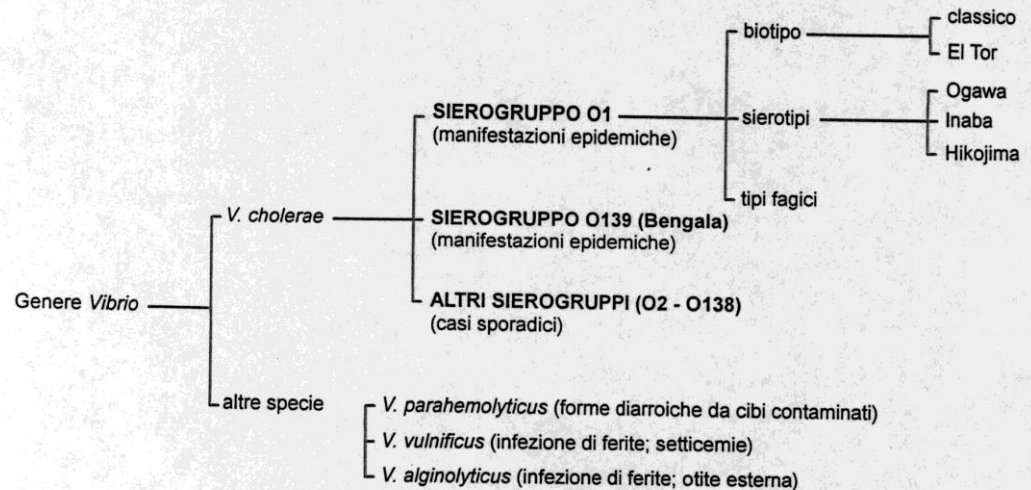 biotipo
classico
El Tor
SIEROGRUPPO O1
(manifestazioni epidemiche)
sierotipi
Ogawa
Inaba
Hikojima
tipi fagici
V. cholerae
SIEROGRUPPO O139 (Bengala)
(manifestazioni epidemiche)
ALTRI SIEROGRUPPI (O2 - O138)
(casi sporadici)
Genere Vibrio
altre specie
V. parahemolyticus (forme diarroiche da cibi contaminati)
V. vulnificus (infezione di ferite; setticemie)
V. alginolyticus (infezione di ferite; otite esterna)